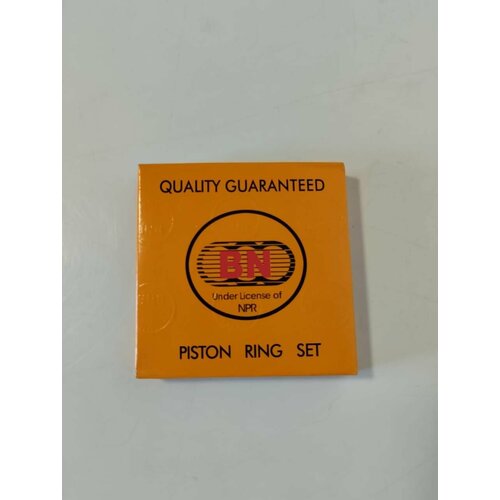 QUALITY GUARANTEED
BN
Under License of
NPR
PISTON RING SET